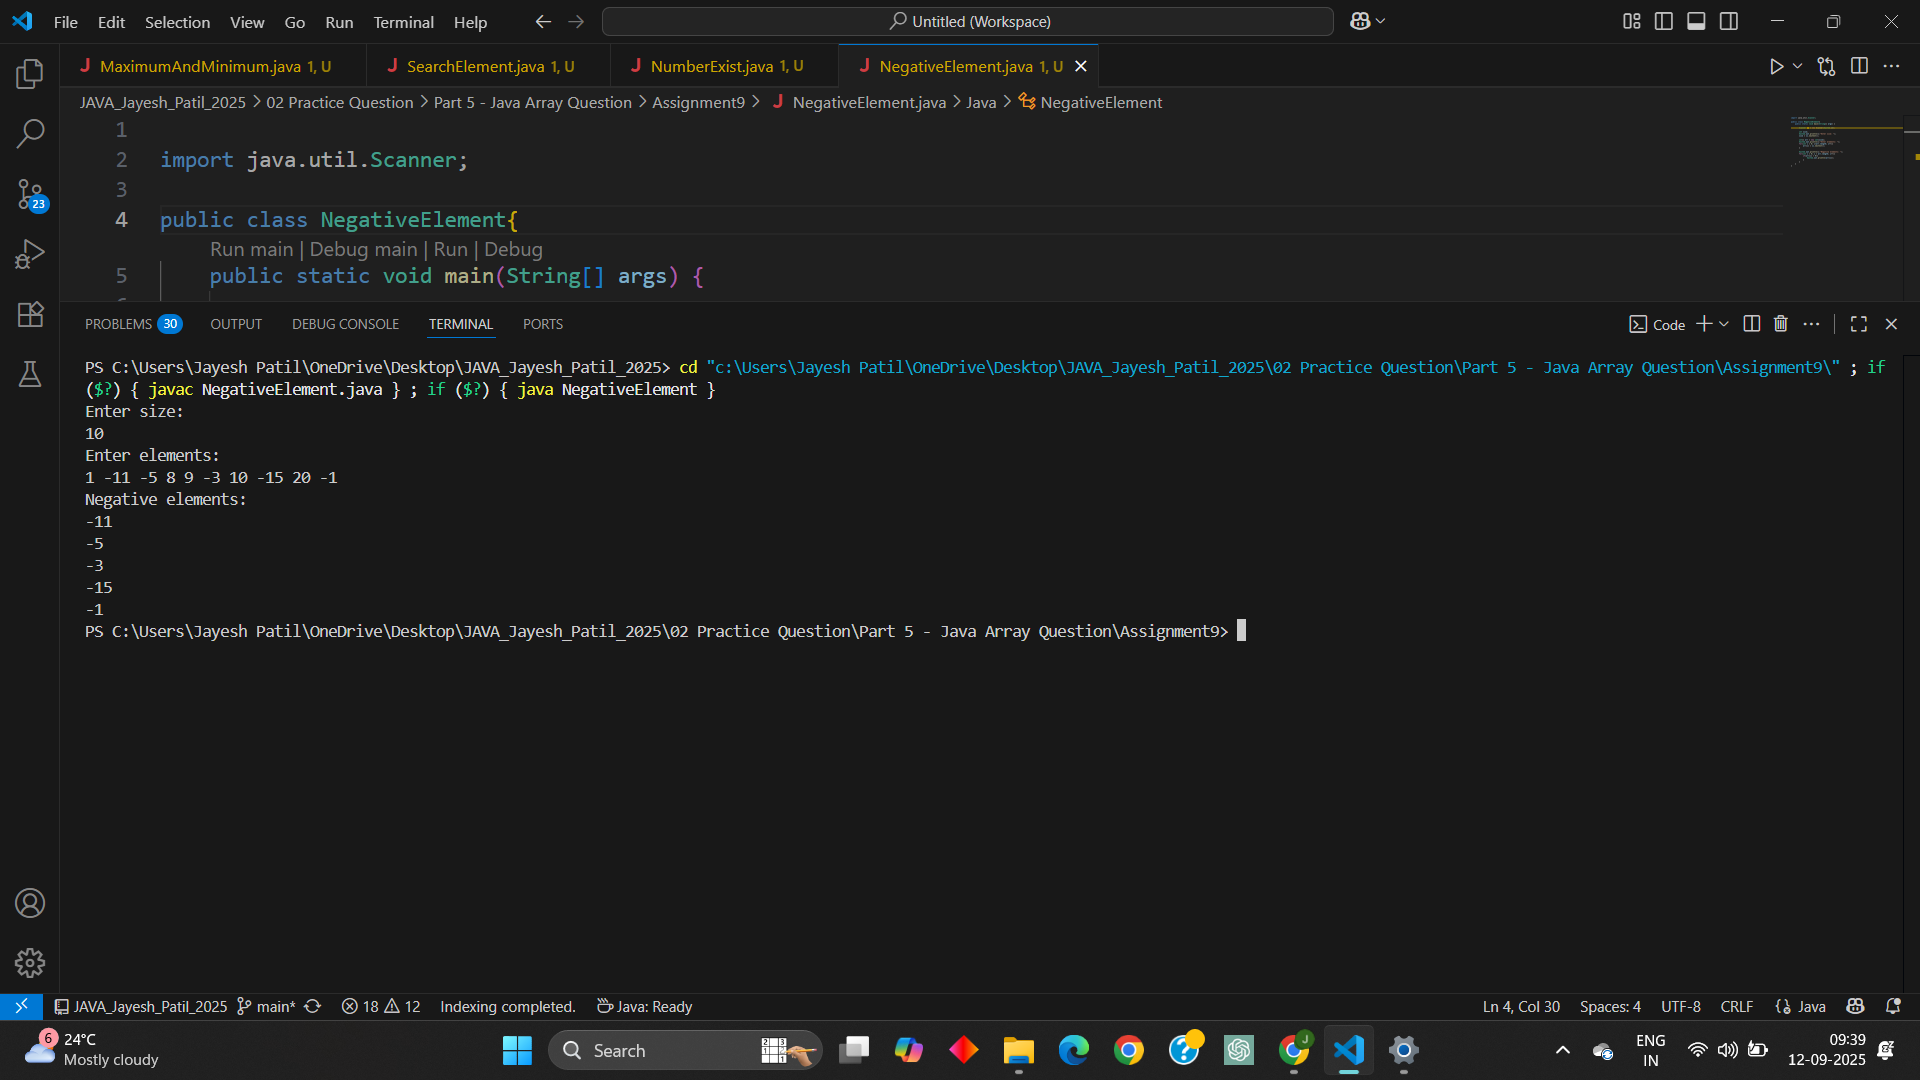 File Edit Selection View Go Run Terminal Help Untitled (Workspace)
J MaximumAndMinimum.java 1, U J SearchElement.java 1, U J NumberExist.java 1, U J NegativeElement.java 1, U
JAVA_Jayesh_Patil_2025 > 02 Practice Question > Part 5 - Java Array Question > Assignment9 > J NegativeElement.java > Java > NegativeElement
1
2 import java.util.Scanner;
3
4 public class NegativeElement{
Run main | Debug main | Run | Debug
5 public static void main(String[] args) {
PROBLEMS 30 OUTPUT DEBUG CONSOLE TERMINAL PORTS Code
PS C:\Users\Jayesh Patil\OneDrive\Desktop\JAVA_Jayesh_Patil_2025> cd "c:\Users\Jayesh Patil\OneDrive\Desktop\JAVA_Jayesh_Patil_2025\02 Practice Question\Part 5 - Java Array Question\Assignment9\" ; if
($?) { javac NegativeElement.java } ; if ($?) { java NegativeElement }
Enter size:
10
Enter elements:
1 -11 -5 8 9 -3 10 -15 20 -1
Negative elements:
-11
-5
-3
-15
-1
PS C:\Users\Jayesh Patil\OneDrive\Desktop\JAVA_Jayesh_Patil_2025\02 Practice Question\Part 5 - Java Array Question\Assignment9>
23
JAVA_Jayesh_Patil_2025 main* 18 12 Indexing completed. Java: Ready Ln 4, Col 30 Spaces: 4 UTF-8 CRLF Java
6 24°C
Mostly cloudy
Search
J
ENG
IN
09:39
12-09-2025